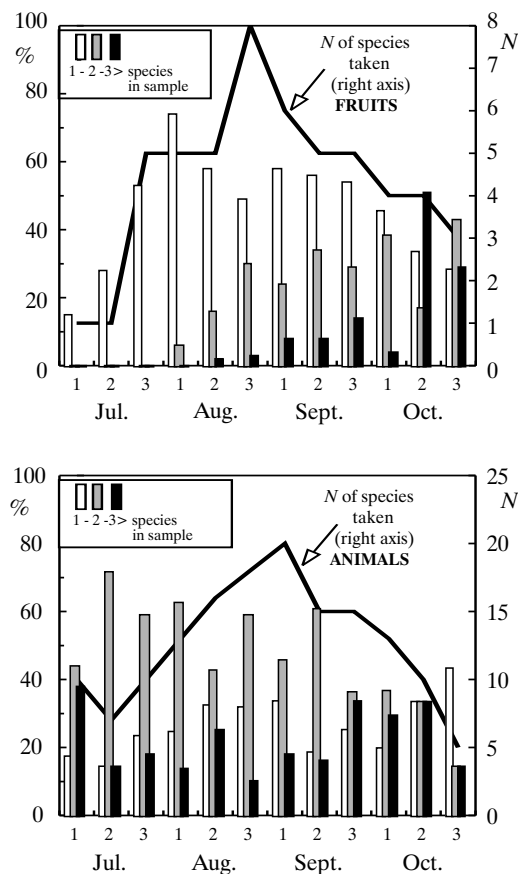 100
8
%
N of species
N
taken
1 - 2 -3> species
(right axis)
in sample
FRUITS
80
6
60
5
4
40
3
2
20
1
0
0
1 2 3 1 2 3 1 2 3 1 2 3
Jul. Aug. Sept. Oct.
100
25
%
N of species
N
taken
1 - 2 -3> species
(right axis)
in sample
ANIMALS
80
20
60
15
40
10
20
5
0
0
1 2 3 1 2 3 1 2 3 1 2 3
Jul. Aug. Sept. Oct.